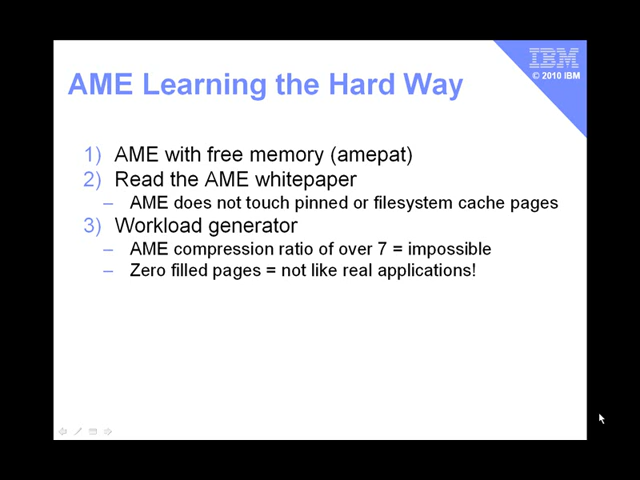 IBM
© 2010 IBM
AME Learning the Hard Way
1) AME with free memory (amepat)
2) Read the AME whitepaper
– AME does not touch pinned or filesystem cache pages
3) Workload generator
– AME compression ratio of over 7 = impossible
– Zero filled pages = not like real applications!